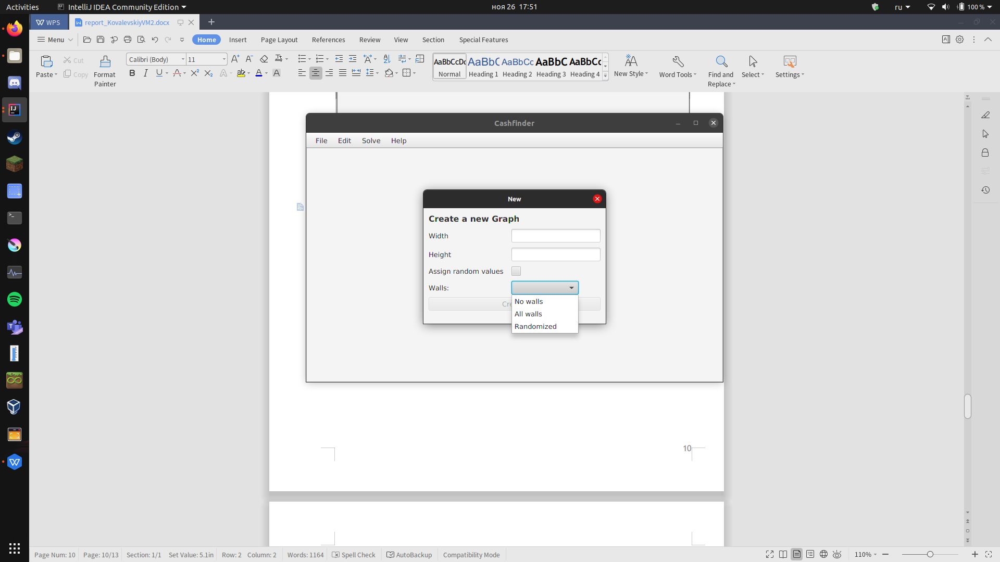 Activities
IntelliJ IDEA Community Edition
ноя 26 17:51
ru
100 %
WPS
report_KovalevskiyVM2.docx
Menu
Home
Insert
Page Layout
References
Review
View
Section
Special Features
Paste
Cut
Copy
Format Painter
Calibri (Body)
11
AaBbCcDc
AaBbC
AaBbCc
AaBbC
AaBbCc
Normal
Heading 1
Heading 2
Heading 3
Heading 4
New Style
Word Tools
Find and Replace
Select
Settings
Cashfinder
File
Edit
Solve
Help
New
Create a new Graph
Width
Height
Assign random values
Walls:
No walls
All walls
Randomized
10
Page Num: 10
Page: 10/13
Section: 1/1
Set Value: 5.1in
Row: 2
Column: 2
Words: 1164
Spell Check
AutoBackup
Compatibility Mode
110%